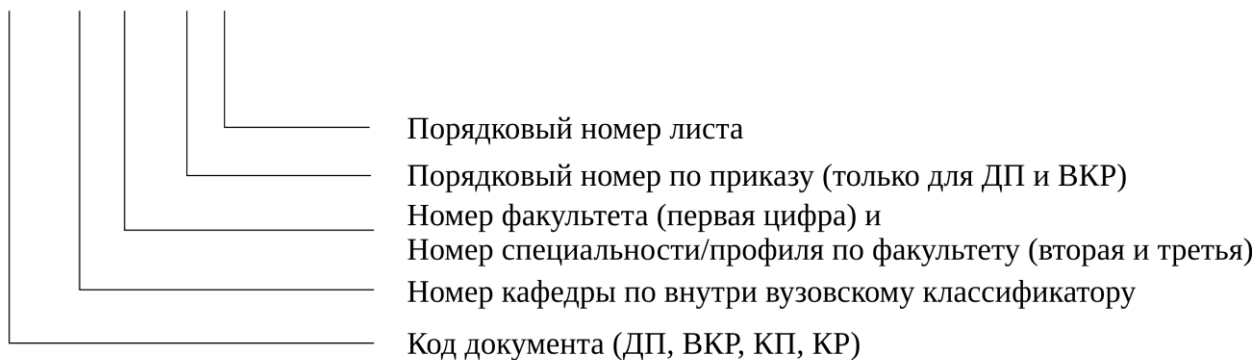 Порядковый номер листа
Порядковый номер по приказу (только для ДП и ВКР)
Номер факультета (первая цифра) и
Номер специальности/профиля по факультету (вторая и третья)
Номер кафедры по внутри вузовскому классификатору
Код документа (ДП, ВКР, КП, КР)